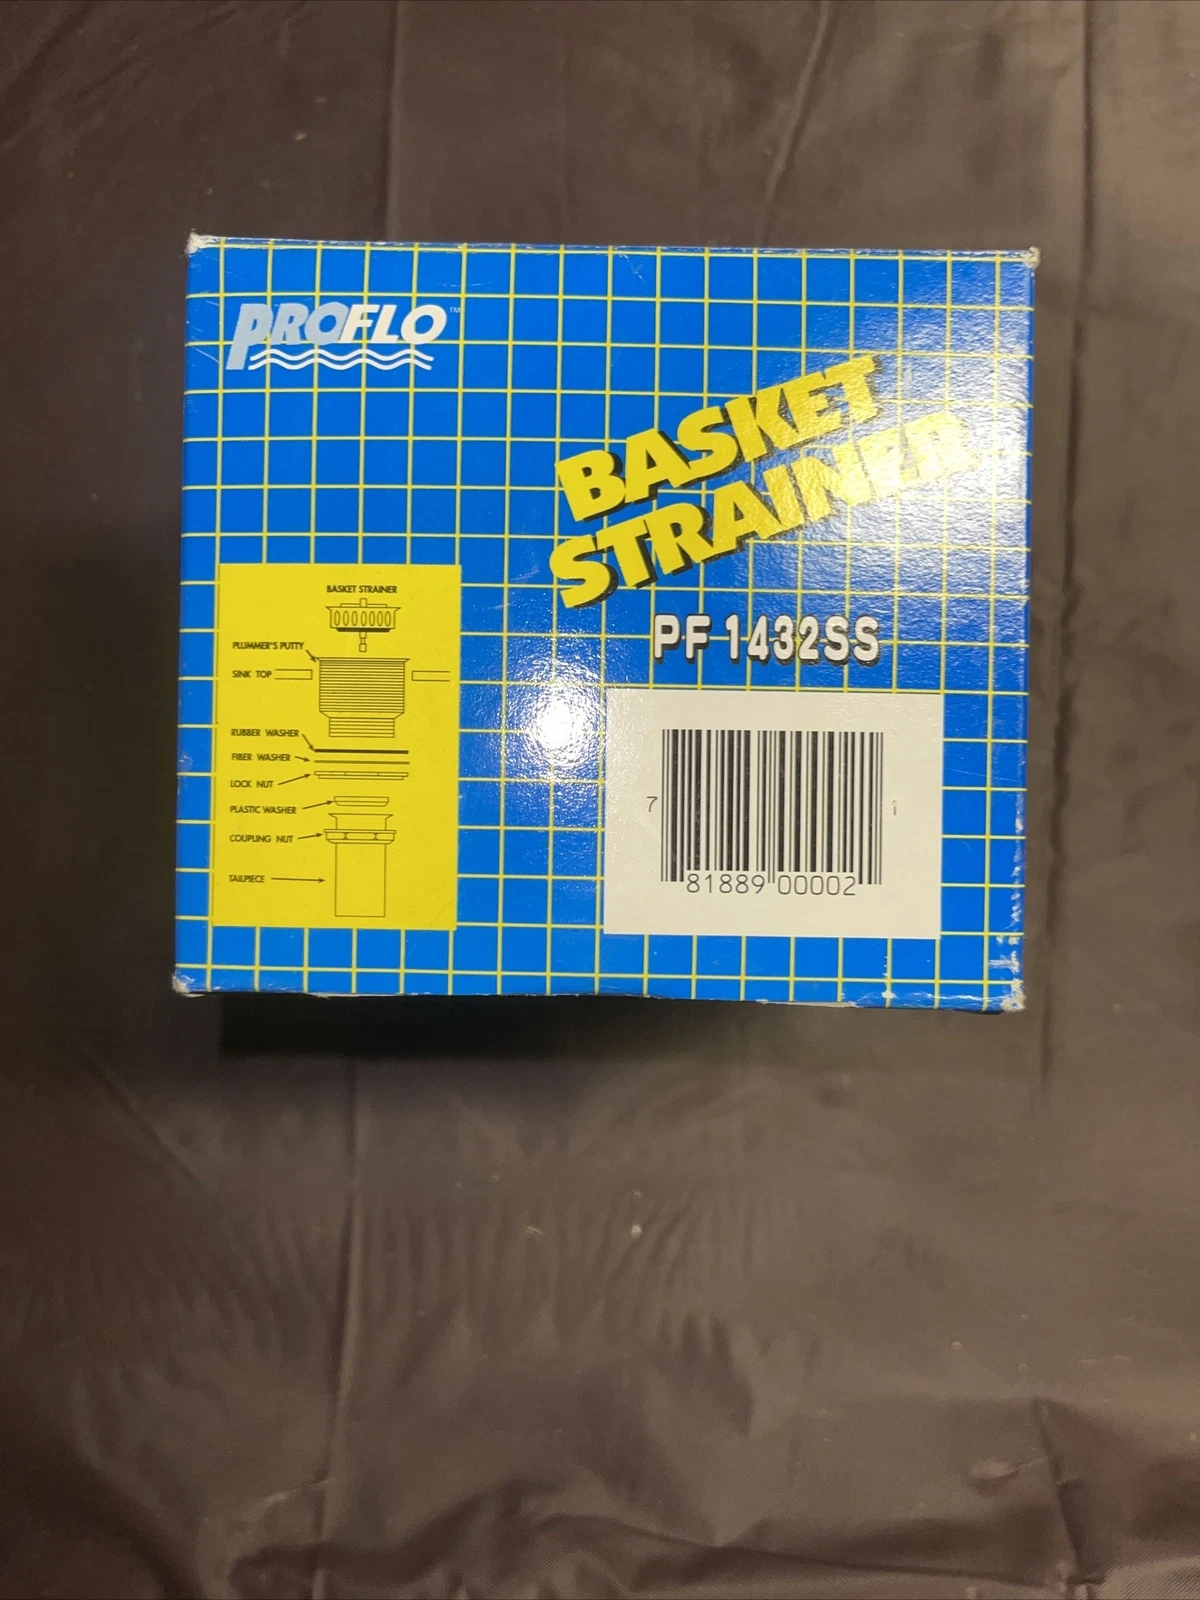 PROFLO™
BASKET
STRAINER
PF 1432SS
BASKET STRAINER
PLUMMER'S PUTTY
SINK TOP
RUBBER WASHER
FIBER WASHER
LOCK NUT
PLASTIC WASHER
COUPLING NUT
TAILPIECE
7 81889 00002 1